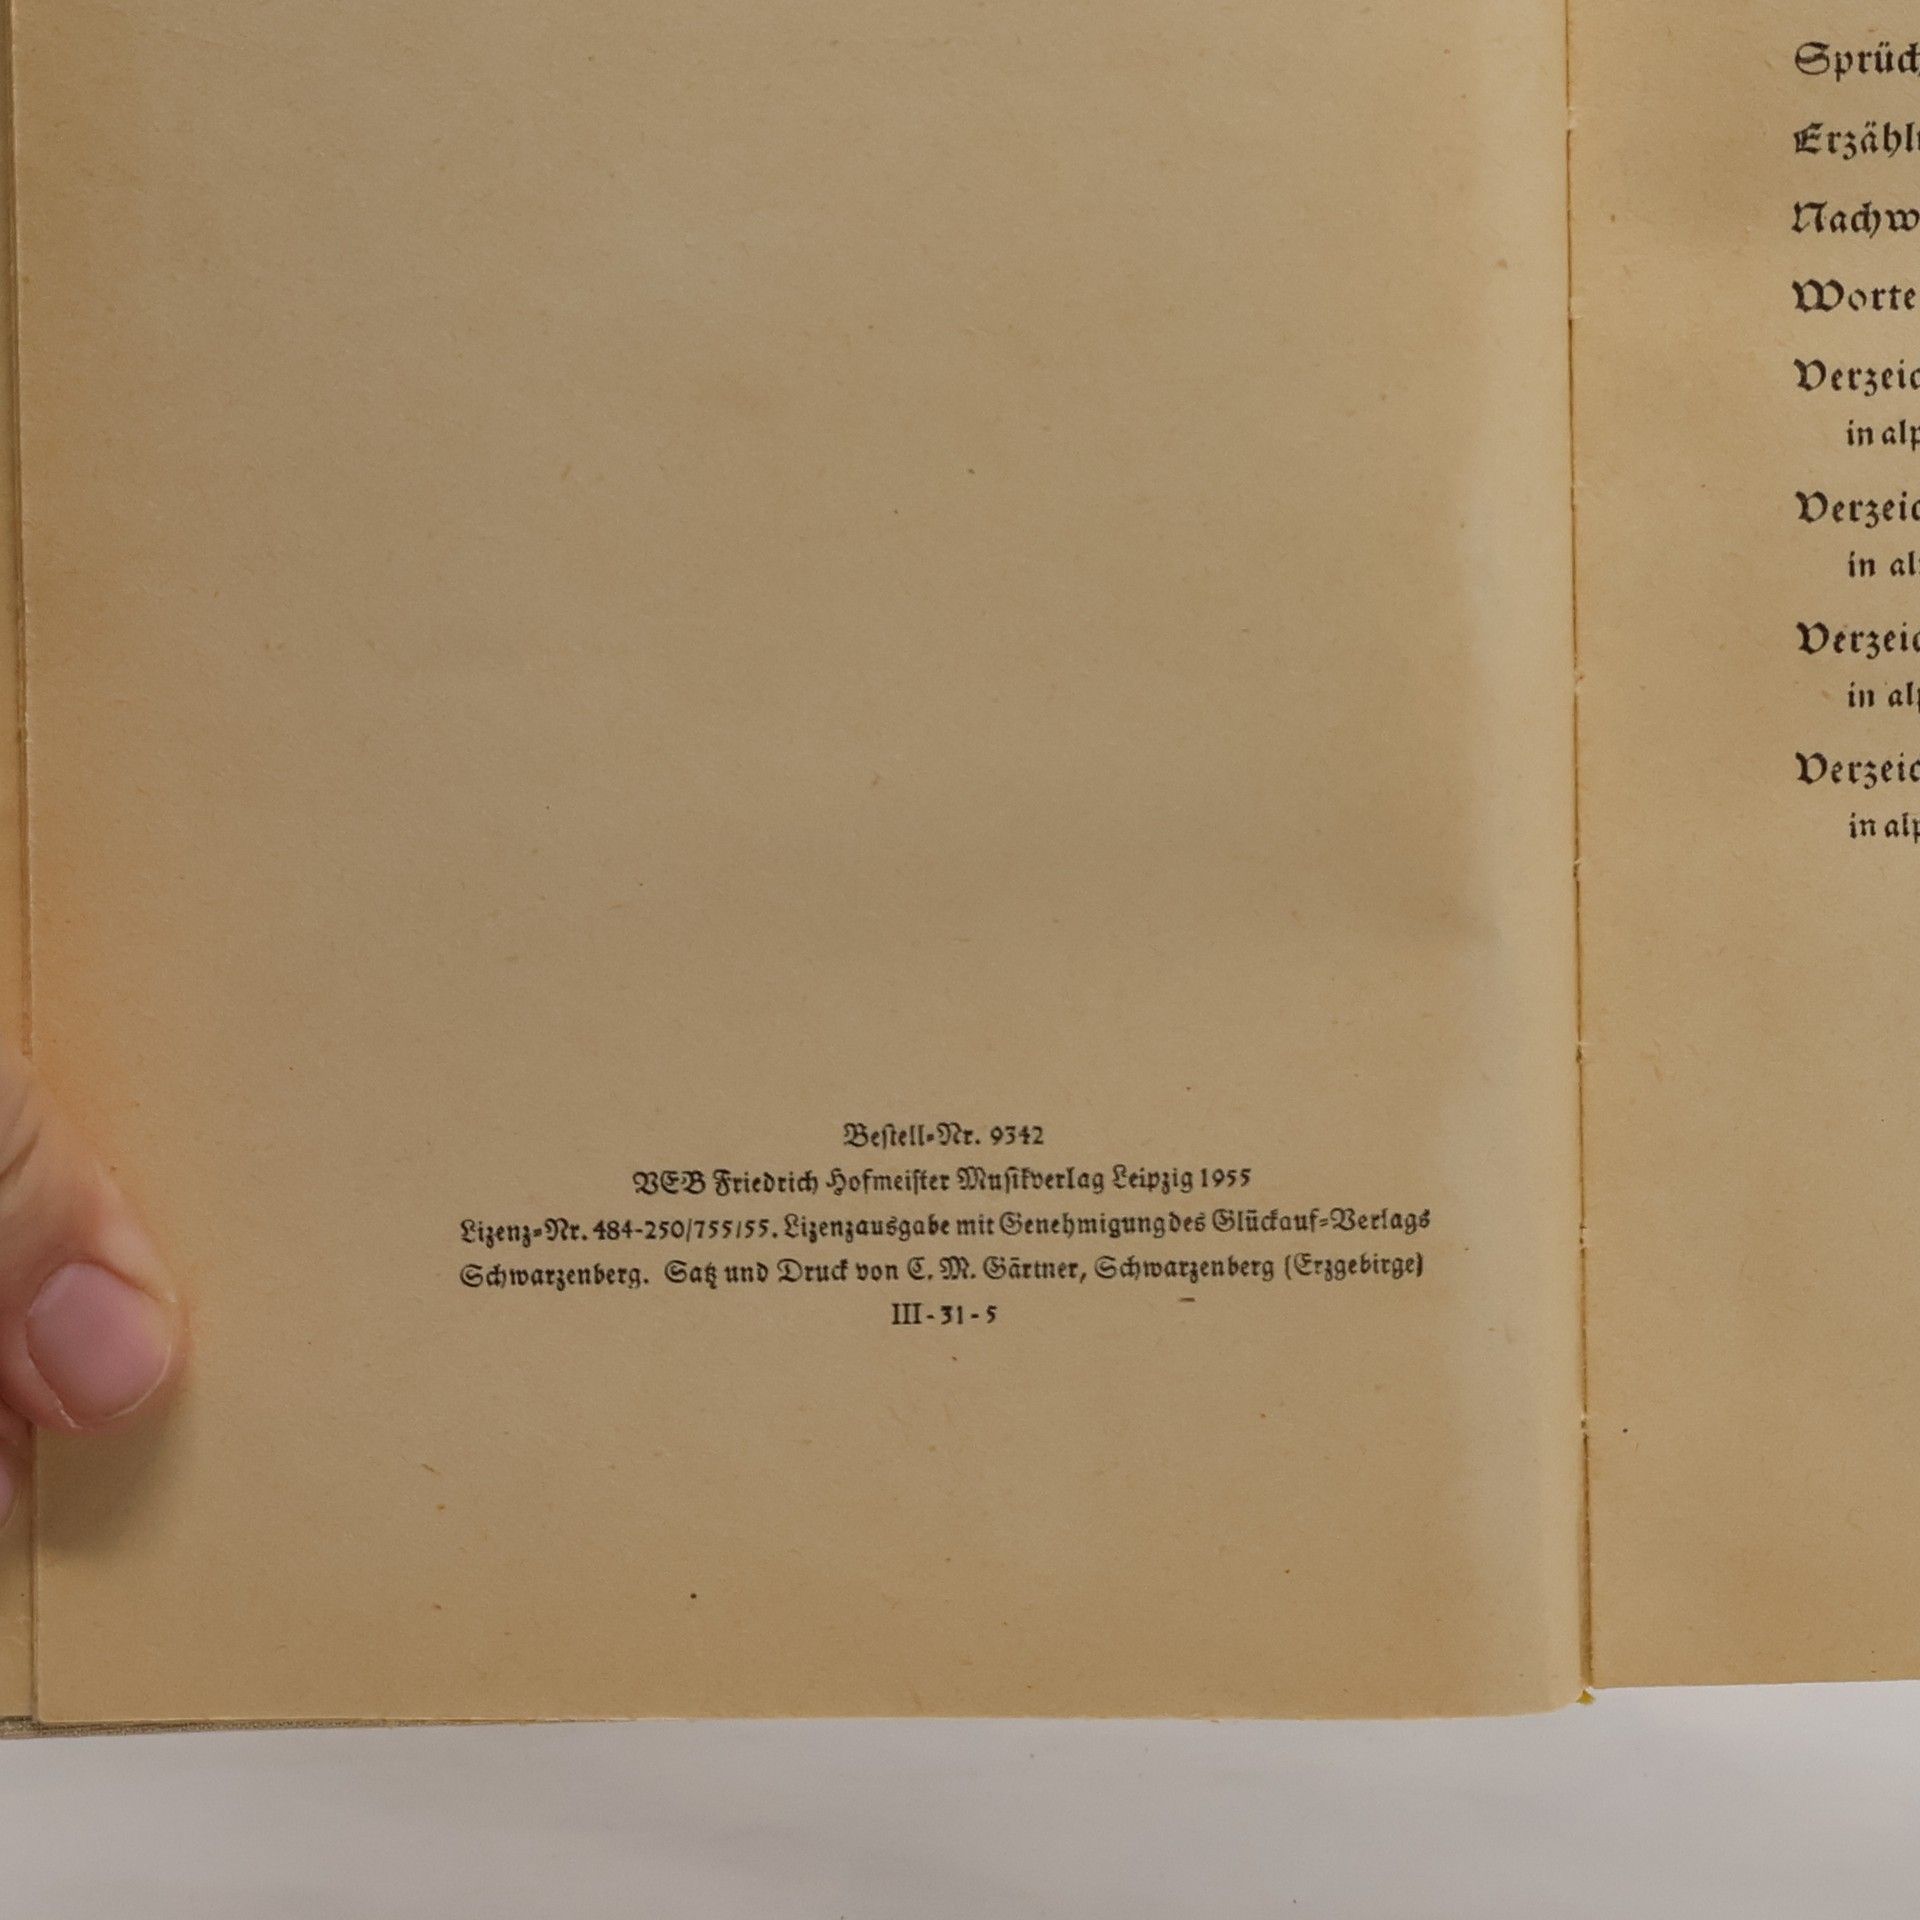 Bestell-Nr. 9342
VEB Friedrich Hofmeister Musikverlag Leipzig 1955
Lizenz-Nr. 484-250/755/55. Lizenzausgabe mit Genehmigung des Glückauf-Verlags
Schwarzenberg. Satz und Druck von C. M. Gärtner, Schwarzenberg (Erzgebirge)
III-31-5
Sprüch
Erzähl
Nachw
Worte
Verzeic
in alp
Verzeic
in al
Verzeic
in alp
Verzeic
in alp